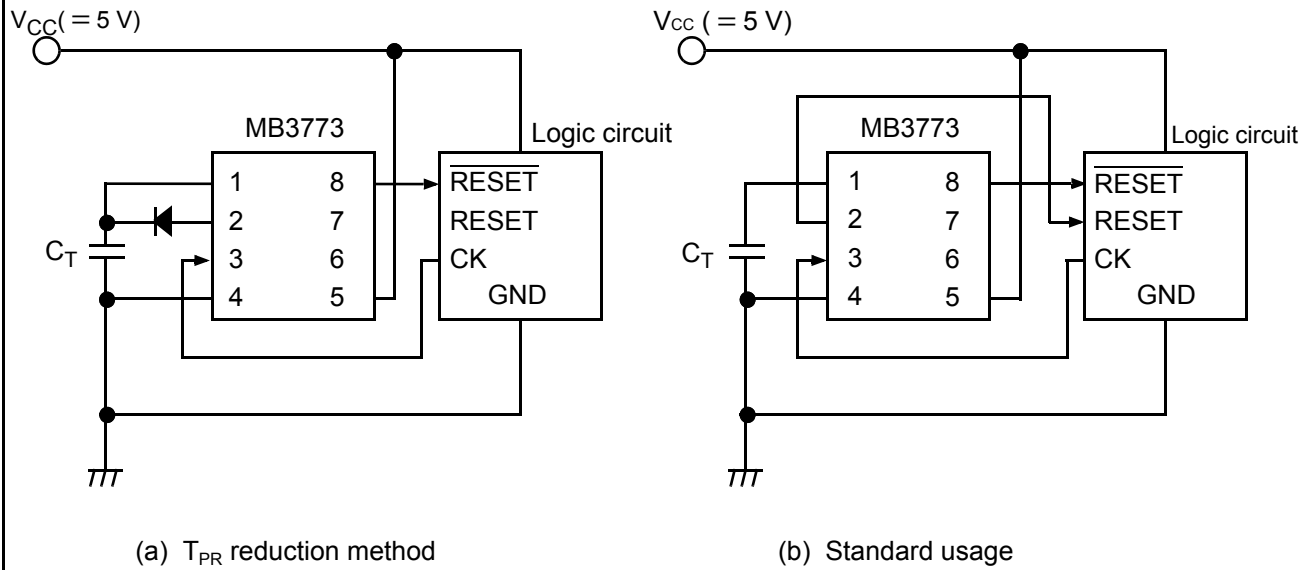 VCC( = 5 V)
MB3773
Logic circuit
1 8 RESET
2 7 RESET
CT
3 6 CK
4 5 GND
(a) TPR reduction method
VCC ( = 5 V)
MB3773
Logic circuit
1 8 RESET
2 7 RESET
CT
3 6 CK
4 5 GND
(b) Standard usage